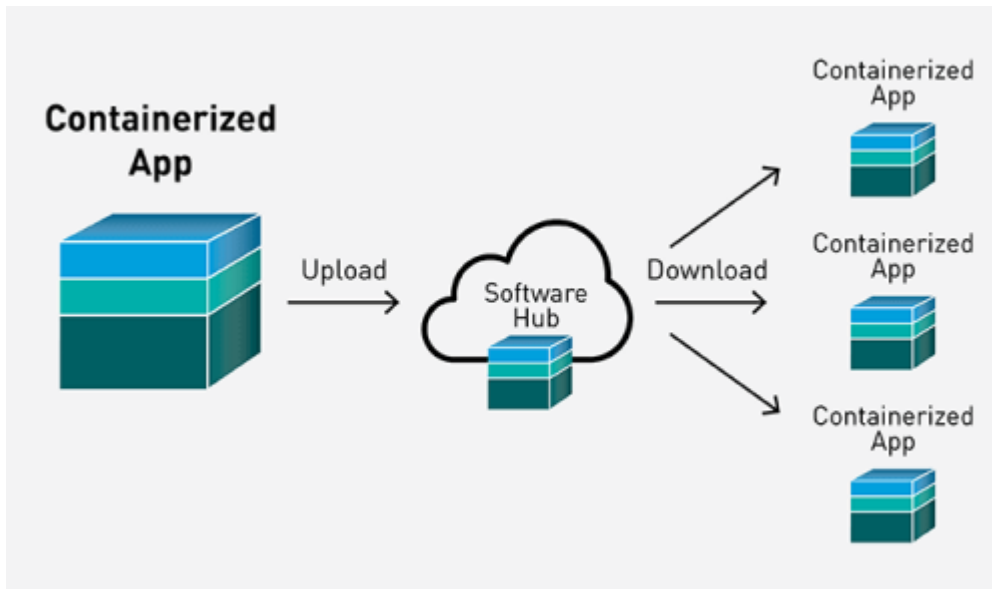 Containerized
App
Upload
Software
Hub
Download
Containerized
App
Containerized
App
Containerized
App